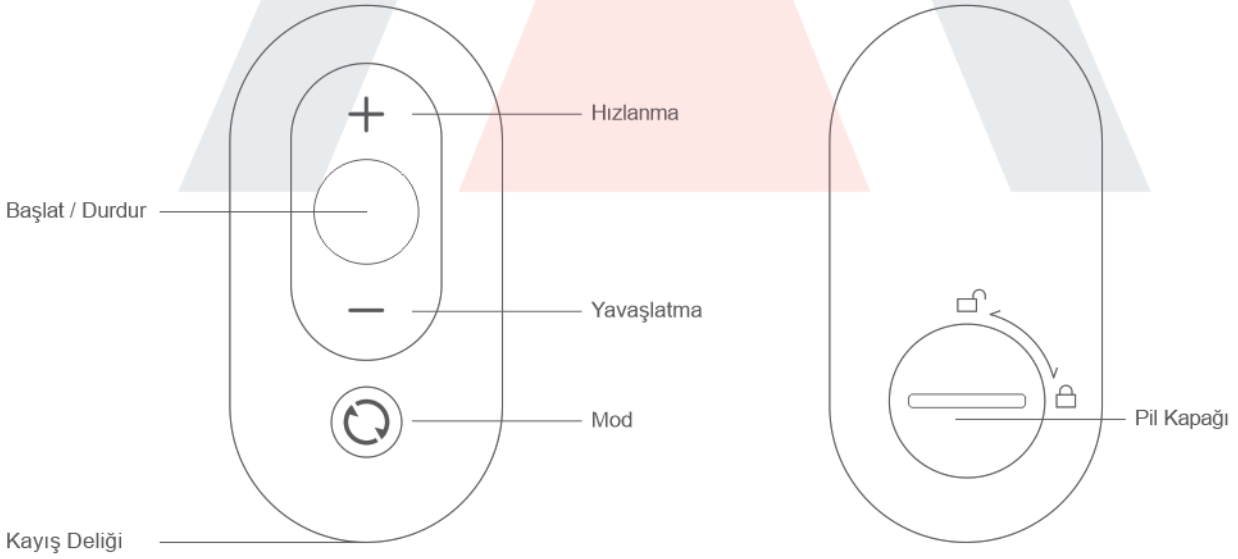 Hızlanma
Başlat / Durdur
Yavaşlatma
Mod
Pil Kapağı
Kayış Deliği